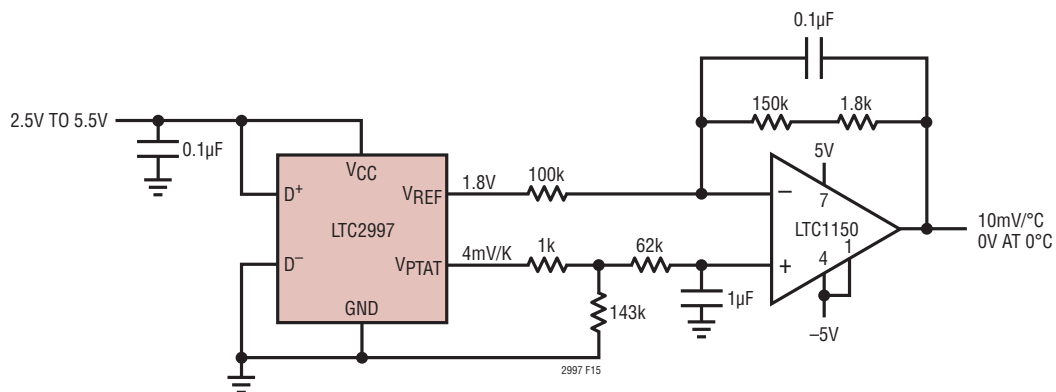 0.1µF
150k
1.8k
2.5V TO 5.5V
0.1µF
VCC
D+
VREF
1.8V
100k
5V
7
−
LTC2997
LTC1150
1
10mV/°C
0V AT 0°C
D−
VPTAT
4mV/K
1k
62k
+
4
GND
143k
1µF
–5V
2997 F15